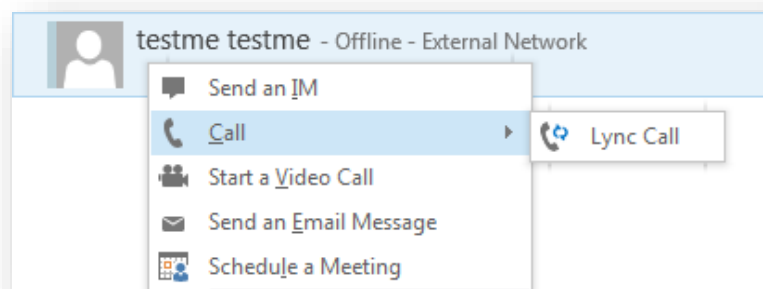 testme testme - Offline - External Network
Send an IM
Call
Lync Call
Start a Video Call
Send an Email Message
Schedule a Meeting